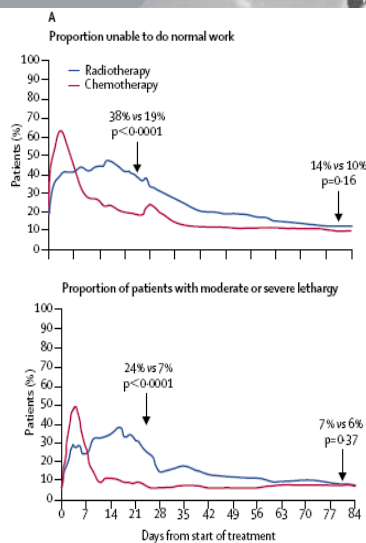 A
Proportion unable to do normal work
100
90
80
70
60
50
40
30
20
10
0
Patients (%)
Radiotherapy
Chemotherapy
38% vs 19%
p<0·0001
14% vs 10%
p=0·16
Proportion of patients with moderate or severe lethargy
100
90
80
70
60
50
40
30
20
10
0
Patients (%)
24% vs 7%
p<0·0001
7% vs 6%
p=0·37
0 7 14 21 28 35 42 49 56 63 70 77 84
Days from start of treatment